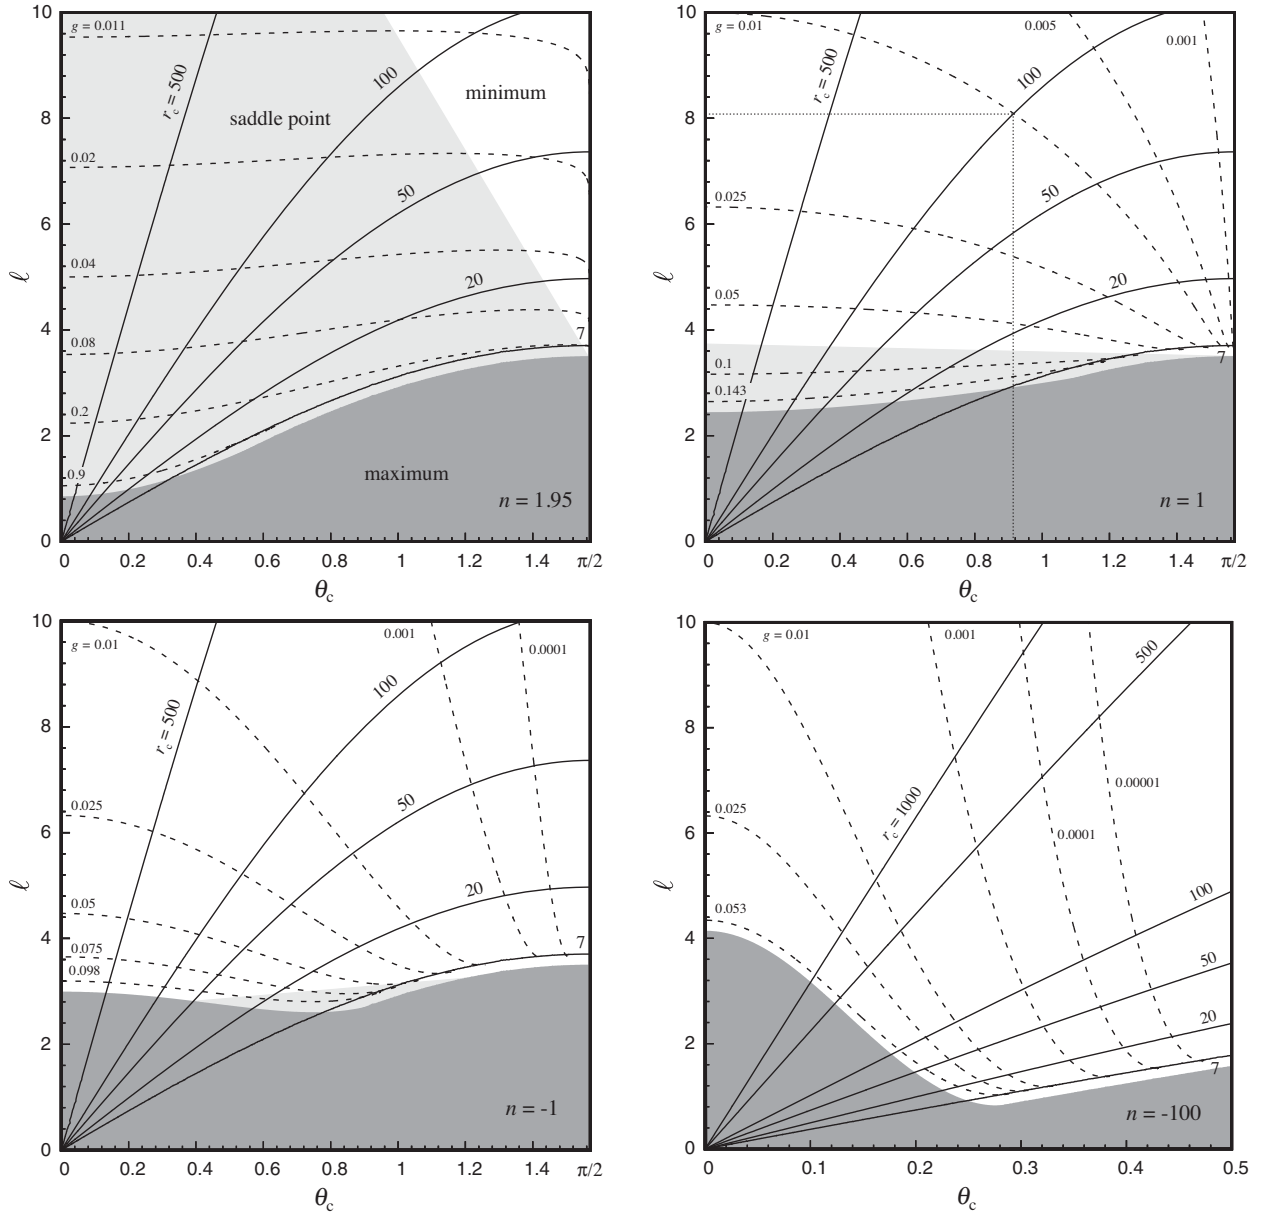 10
8
6
4
2
0
ℓ
g = 0.011
0.02
0.04
0.08
0.2
0.9
r_c = 500
100
50
20
7
saddle point
minimum
maximum
n = 1.95
0 0.2 0.4 0.6 0.8 1 1.2 1.4 π/2
θ_c
10
8
6
4
2
0
ℓ
g = 0.01
0.005
0.001
0.025
0.05
0.1
0.143
r_c = 500
100
50
20
7
n = 1
0 0.2 0.4 0.6 0.8 1 1.2 1.4 π/2
θ_c
10
8
6
4
2
0
ℓ
g = 0.01
0.001
0.0001
0.025
0.05
0.075
0.098
r_c = 500
100
50
20
7
n = -1
0 0.2 0.4 0.6 0.8 1 1.2 1.4 π/2
θ_c
10
8
6
4
2
0
ℓ
g = 0.01
0.001
0.0001
0.00001
0.025
0.053
r_c = 1000
500
100
50
20
7
n = -100
0 0.1 0.2 0.3 0.4 0.5
θ_c